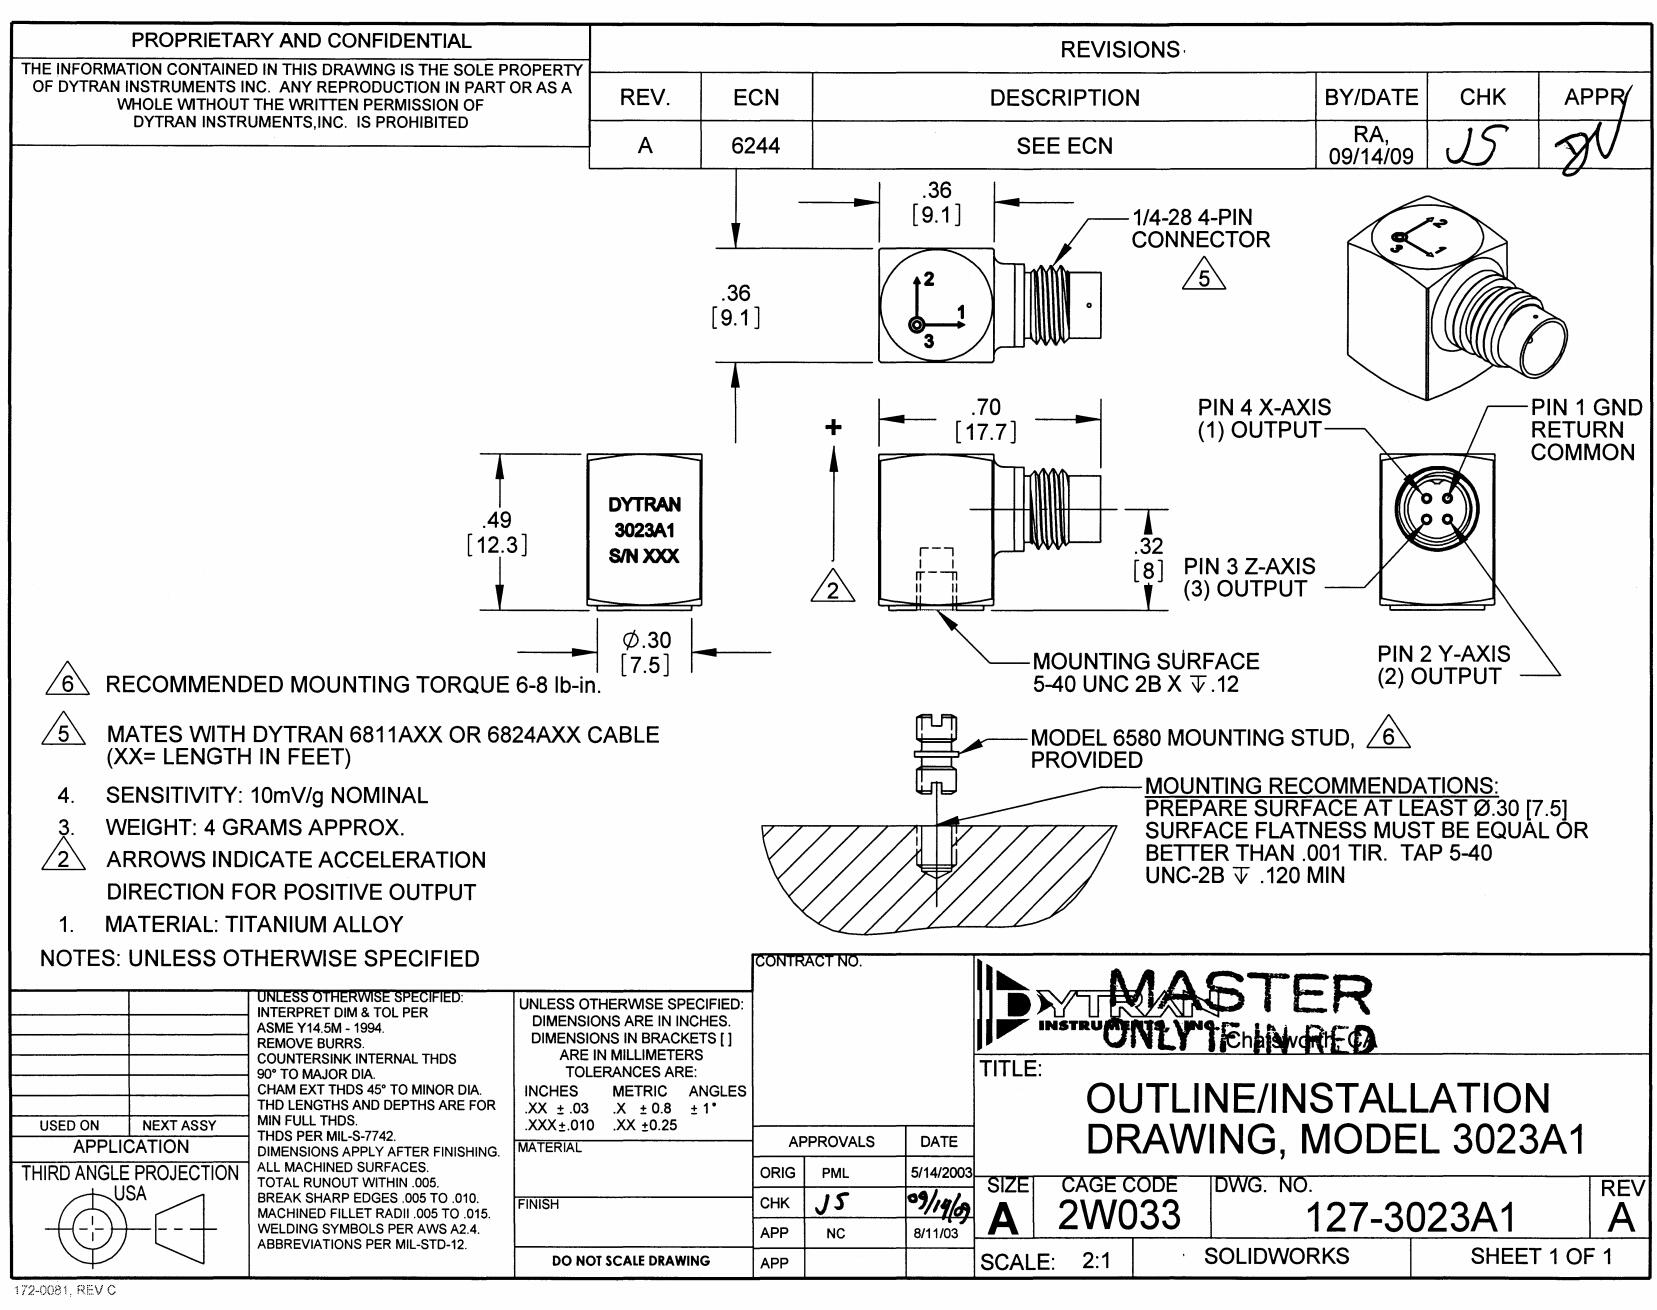 PROPRIETARY AND CONFIDENTIAL
THE INFORMATION CONTAINED IN THIS DRAWING IS THE SOLE PROPERTY
OF DYTRAN INSTRUMENTS INC. ANY REPRODUCTION IN PART OR AS A
WHOLE WITHOUT THE WRITTEN PERMISSION OF
DYTRAN INSTRUMENTS,INC. IS PROHIBITED
REVISIONS
REV. ECN DESCRIPTION BY/DATE CHK APPR
A 6244 SEE ECN RA, 09/14/09 JS
.36
[9.1]
.36
[9.1]
2
1
3
1/4-28 4-PIN
CONNECTOR
5
2
1
3
.70
[17.7]
+
2
.49
[12.3]
DYTRAN
3023A1
S/N XXX
Ø.30
[7.5]
.32
[8]
PIN 4 X-AXIS
(1) OUTPUT
PIN 1 GND
RETURN
COMMON
PIN 3 Z-AXIS
(3) OUTPUT
PIN 2 Y-AXIS
(2) OUTPUT
MOUNTING SURFACE
5-40 UNC 2B X ↧.12
MODEL 6580 MOUNTING STUD, 6
PROVIDED
MOUNTING RECOMMENDATIONS:
PREPARE SURFACE AT LEAST Ø.30 [7.5]
SURFACE FLATNESS MUST BE EQUAL OR
BETTER THAN .001 TIR. TAP 5-40
UNC-2B ↧ .120 MIN
6 RECOMMENDED MOUNTING TORQUE 6-8 lb-in.
5 MATES WITH DYTRAN 6811AXX OR 6824AXX CABLE
(XX= LENGTH IN FEET)
4. SENSITIVITY: 10mV/g NOMINAL
3. WEIGHT: 4 GRAMS APPROX.
2 ARROWS INDICATE ACCELERATION
DIRECTION FOR POSITIVE OUTPUT
1. MATERIAL: TITANIUM ALLOY
NOTES: UNLESS OTHERWISE SPECIFIED
USED ON NEXT ASSY
APPLICATION
THIRD ANGLE PROJECTION
USA
UNLESS OTHERWISE SPECIFIED:
INTERPRET DIM & TOL PER
ASME Y14.5M - 1994.
REMOVE BURRS.
COUNTERSINK INTERNAL THDS
90° TO MAJOR DIA.
CHAM EXT THDS 45° TO MINOR DIA.
THD LENGTHS AND DEPTHS ARE FOR
MIN FULL THDS.
THDS PER MIL-S-7742.
DIMENSIONS APPLY AFTER FINISHING.
ALL MACHINED SURFACES.
TOTAL RUNOUT WITHIN .005.
BREAK SHARP EDGES .005 TO .010.
MACHINED FILLET RADII .005 TO .015.
WELDING SYMBOLS PER AWS A2.4.
ABBREVIATIONS PER MIL-STD-12.
UNLESS OTHERWISE SPECIFIED:
DIMENSIONS ARE IN INCHES.
DIMENSIONS IN BRACKETS [ ]
ARE IN MILLIMETERS
TOLERANCES ARE:
INCHES METRIC ANGLES
.XX ± .03 .X ± 0.8 ± 1°
.XXX±.010 .XX ±0.25
MATERIAL
FINISH
DO NOT SCALE DRAWING
CONTRACT NO.
APPROVALS DATE
ORIG PML 5/14/2003
CHK JS 09/14/09
APP NC 8/11/03
APP
DYTRAN
INSTRUMENTS, INC.
Chatsworth, CA
MASTER
ONLY IF IN RED
TITLE:
OUTLINE/INSTALLATION
DRAWING, MODEL 3023A1
SIZE CAGE CODE DWG. NO. REV
A 2W033 127-3023A1 A
SCALE: 2:1 SOLIDWORKS SHEET 1 OF 1
172-0081, REV C